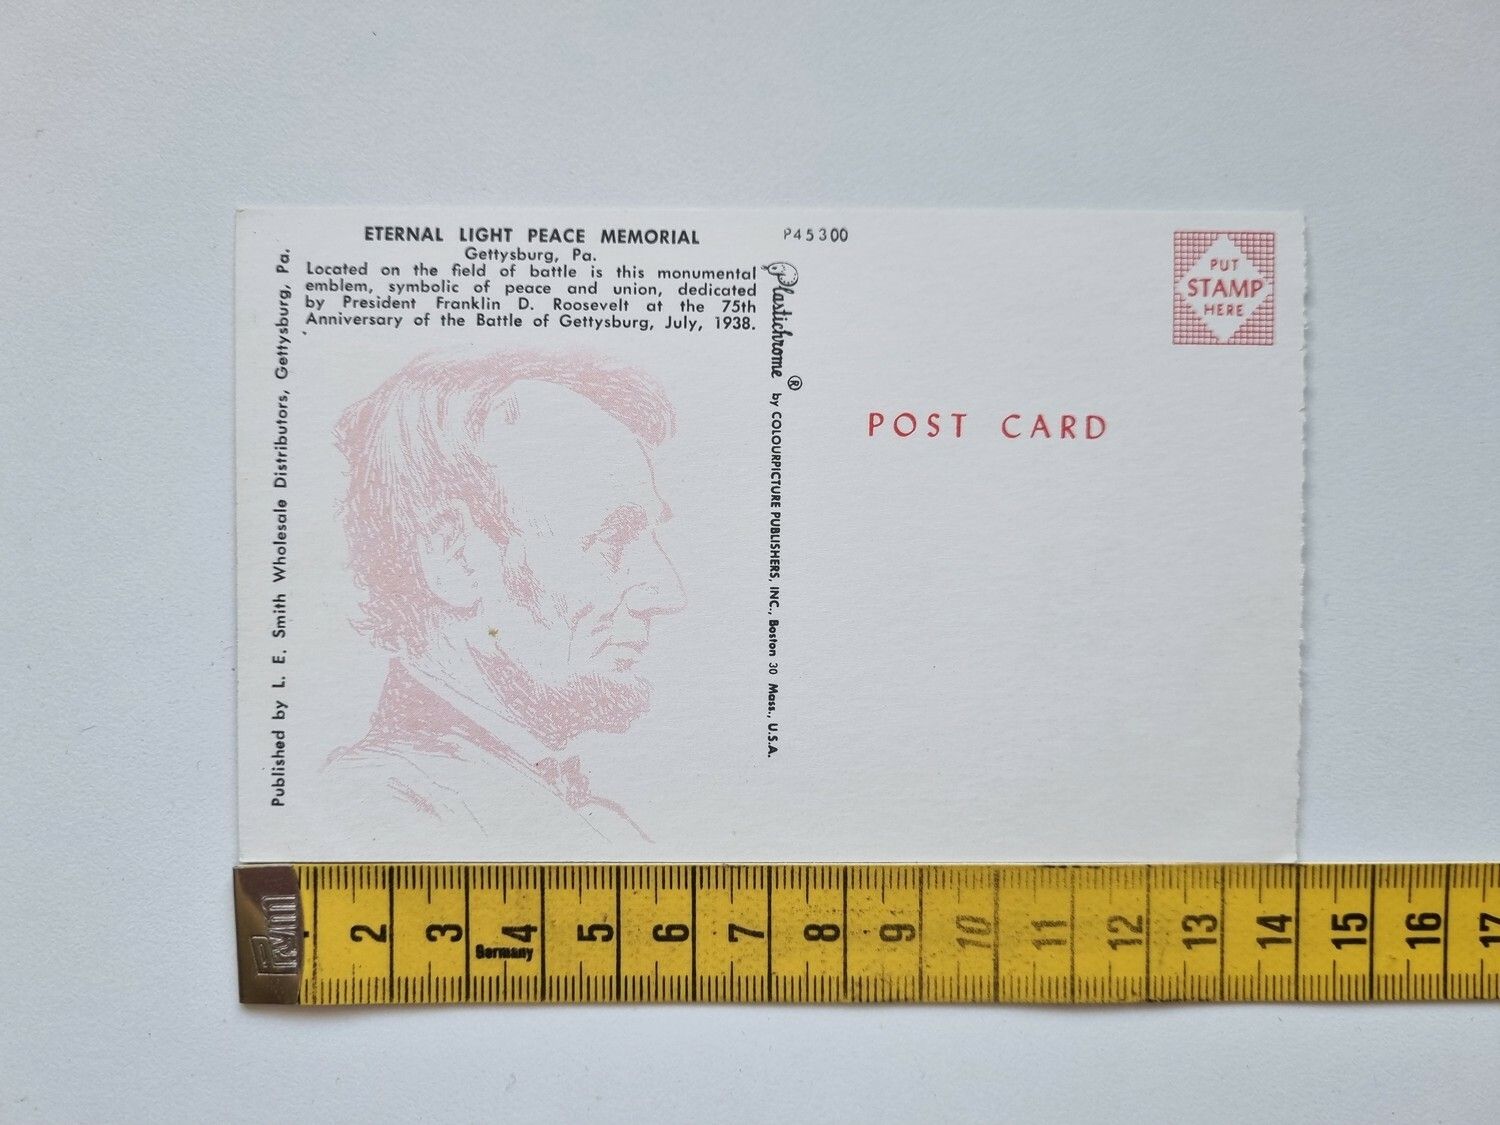 ETERNAL LIGHT PEACE MEMORIAL
Gettysburg, Pa.
Located on the field of battle is this monumental
emblem, symbolic of peace and union, dedicated
by President Franklin D. Roosevelt at the 75th
Anniversary of the Battle of Gettysburg, July, 1938.
Published by L. E. Smith Wholesale Distributors, Gettysburg, Pa.
Plastichrome® by COLOURPICTURE PUBLISHERS, INC., Boston 30 Mass., U.S.A.
P45300
PUT
STAMP
HERE
POST CARD
2 3 4 5 6 7 8 9 10 11 12 13 14 15 16 17
Germany